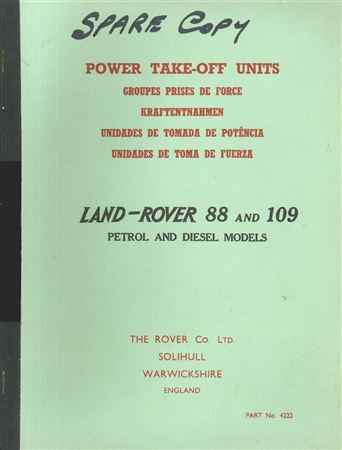 SPARE COPY
POWER TAKE-OFF UNITS
GROUPES PRISES DE FORCE
KRAFTENTNAHMEN
UNIDADES DE TOMADA DE POTÊNCIA
UNIDADES DE TOMA DE FUERZA
LAND-ROVER 88 AND 109
PETROL AND DIESEL MODELS
THE ROVER Co. LTD.
SOLIHULL
WARWICKSHIRE
ENGLAND
PART No. 4222